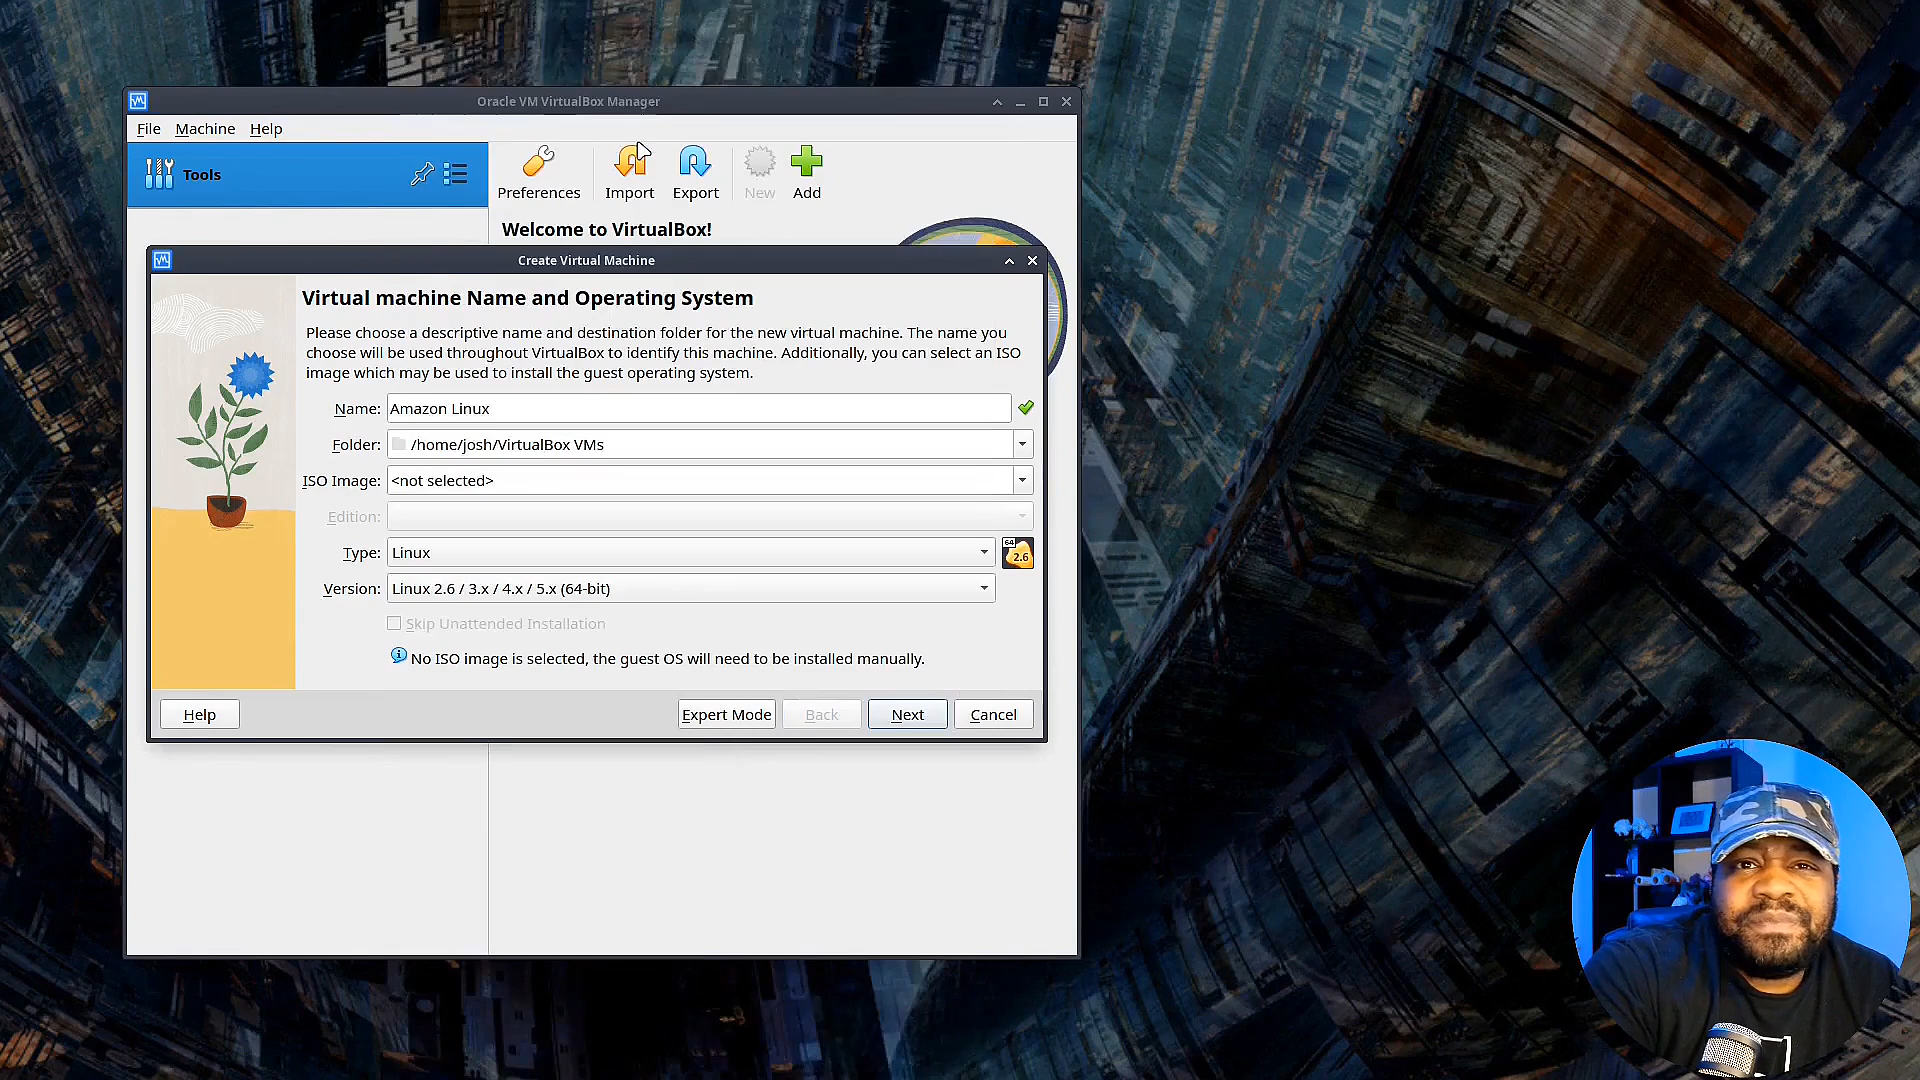 Oracle VM VirtualBox Manager
File Machine Help
Tools
Preferences Import Export New Add
Welcome to VirtualBox!
Create Virtual Machine
Virtual machine Name and Operating System
Please choose a descriptive name and destination folder for the new virtual machine. The name you
choose will be used throughout VirtualBox to identify this machine. Additionally, you can select an ISO
image which may be used to install the guest operating system.
Name: Amazon Linux
Folder: /home/josh/VirtualBox VMs
ISO Image: <not selected>
Edition:
Type: Linux
64
2.6
Version: Linux 2.6 / 3.x / 4.x / 5.x (64-bit)
Skip Unattended Installation
No ISO image is selected, the guest OS will need to be installed manually.
Help Expert Mode Back Next Cancel